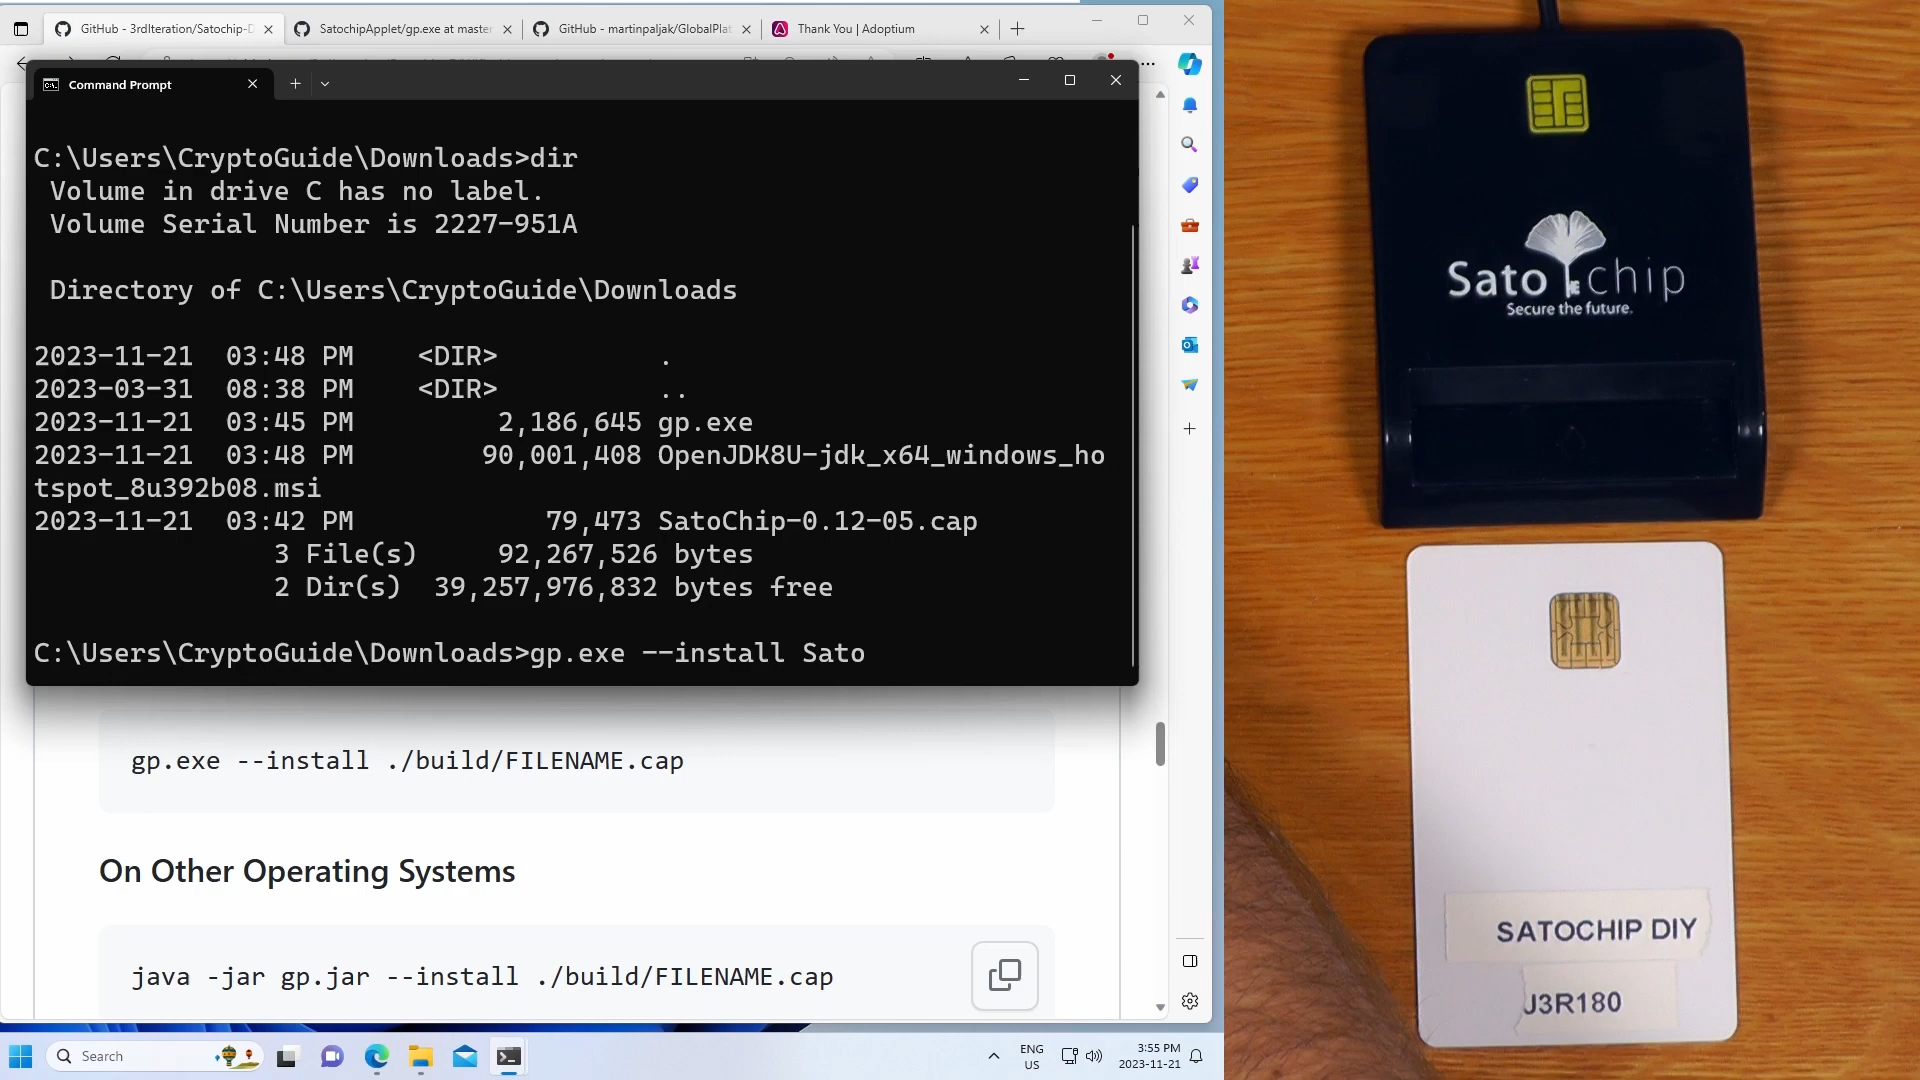 GitHub - 3rdIteration/Satochip-D
SatochipApplet/gp.exe at master
GitHub - martinpaljak/GlobalPlat
Thank You | Adoptium
Command Prompt
C:\Users\CryptoGuide\Downloads>dir
Volume in drive C has no label.
Volume Serial Number is 2227-951A
Directory of C:\Users\CryptoGuide\Downloads
2023-11-21  03:48 PM    <DIR>          .
2023-03-31  08:38 PM    <DIR>          ..
2023-11-21  03:45 PM         2,186,645 gp.exe
2023-11-21  03:48 PM        90,001,408 OpenJDK8U-jdk_x64_windows_ho
tspot_8u392b08.msi
2023-11-21  03:42 PM            79,473 SatoChip-0.12-05.cap
3 File(s)     92,267,526 bytes
2 Dir(s)  39,257,976,832 bytes free
C:\Users\CryptoGuide\Downloads>gp.exe --install Sato
gp.exe --install ./build/FILENAME.cap
On Other Operating Systems
java -jar gp.jar --install ./build/FILENAME.cap
Search
ENG
US
3:55 PM
2023-11-21
Satochip
Secure the future.
SATOCHIP DIY
J3R180